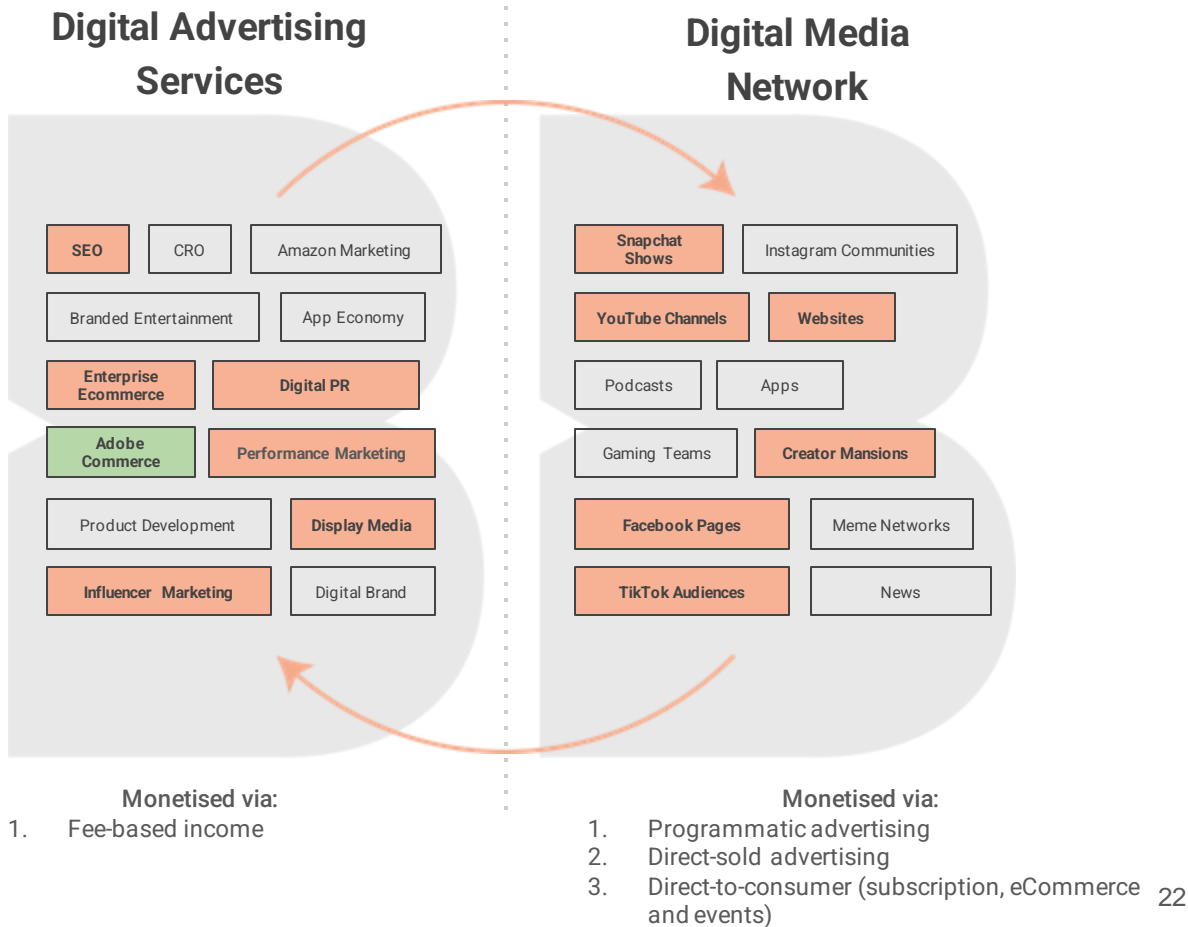 Digital Advertising
Services
SEO
CRO
Amazon Marketing
Branded Entertainment
App Economy
Enterprise
Ecommerce
Digital PR
Adobe
Commerce
Performance Marketing
Product Development
Display Media
Influencer Marketing
Digital Brand
Monetised via:
1. Fee-based income
Digital Media
Network
Snapchat
Shows
Instagram Communities
YouTube Channels
Websites
Podcasts
Apps
Gaming Teams
Creator Mansions
Facebook Pages
Meme Networks
TikTok Audiences
News
Monetised via:
1. Programmatic advertising
2. Direct-sold advertising
3. Direct-to-consumer (subscription, eCommerce
and events)
22